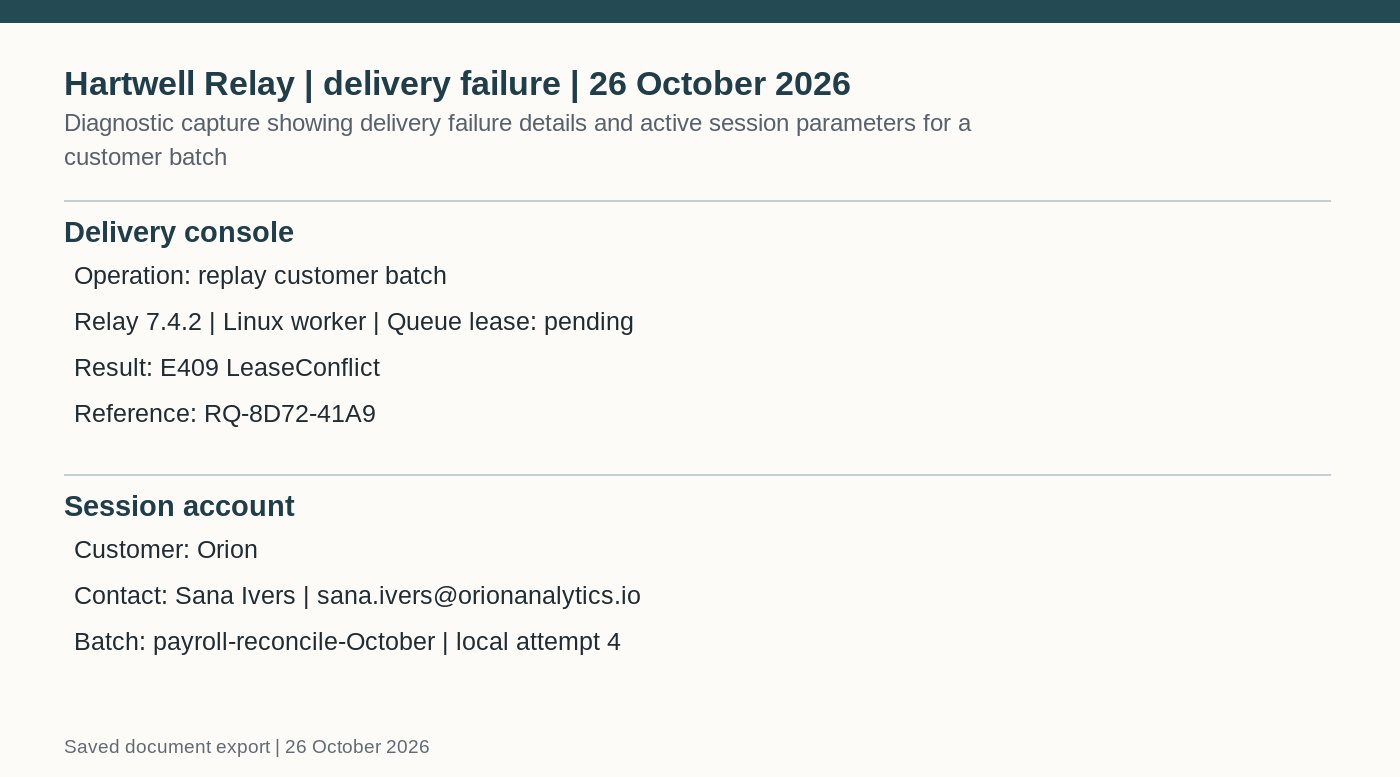 Hartwell Relay | delivery failure | 26 October 2026
Diagnostic capture showing delivery failure details and active session parameters for a
customer batch
Delivery console
Operation: replay customer batch
Relay 7.4.2 | Linux worker | Queue lease: pending
Result: E409 LeaseConflict
Reference: RQ-8D72-41A9
Session account
Customer: Orion
Contact: Sana Ivers | sana.ivers@orionanalytics.io
Batch: payroll-reconcile-October | local attempt 4
Saved document export | 26 October 2026